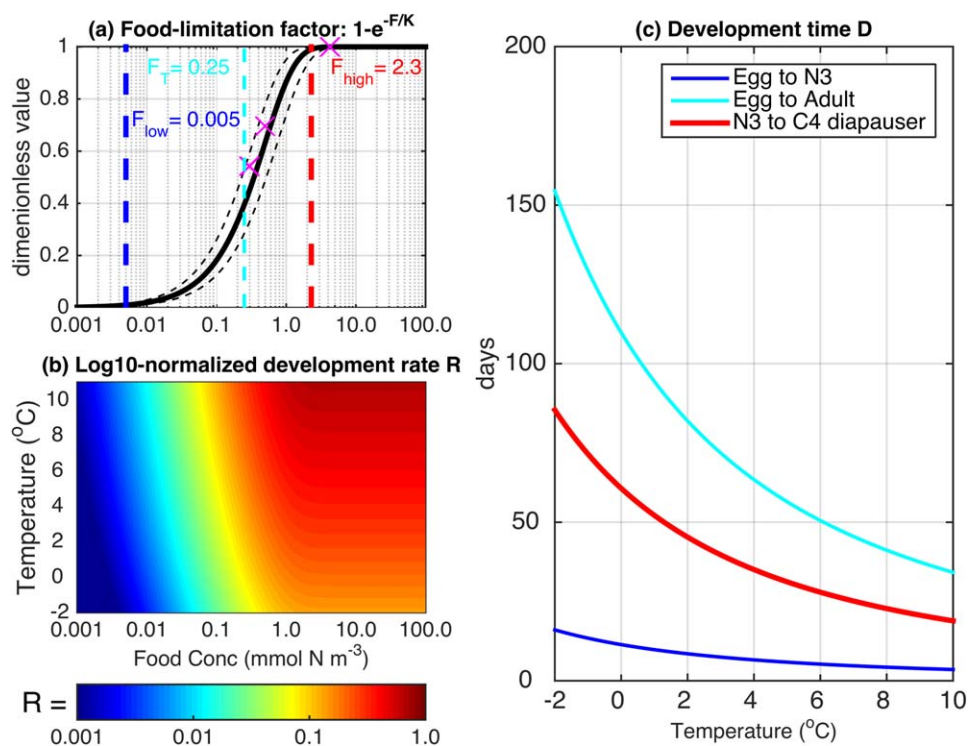 (a) Food-limitation factor: 1-e^-F/K
dimenionless value
1
0.8
0.6
0.4
0.2
0
F_T = 0.25
F_high = 2.3
F_low = 0.005
0.001 0.01 0.1 1.0 10.0 100.0
(b) Log10-normalized development rate R
Temperature (°C)
10
8
6
4
2
0
-2
0.001 0.01 0.1 1.0 10.0 100.0
Food Conc (mmol N m^-3)
R =
0.001 0.01 0.1 1.0
(c) Development time D
days
200
150
100
50
0
Egg to N3
Egg to Adult
N3 to C4 diapauser
-2 0 2 4 6 8 10
Temperature (°C)